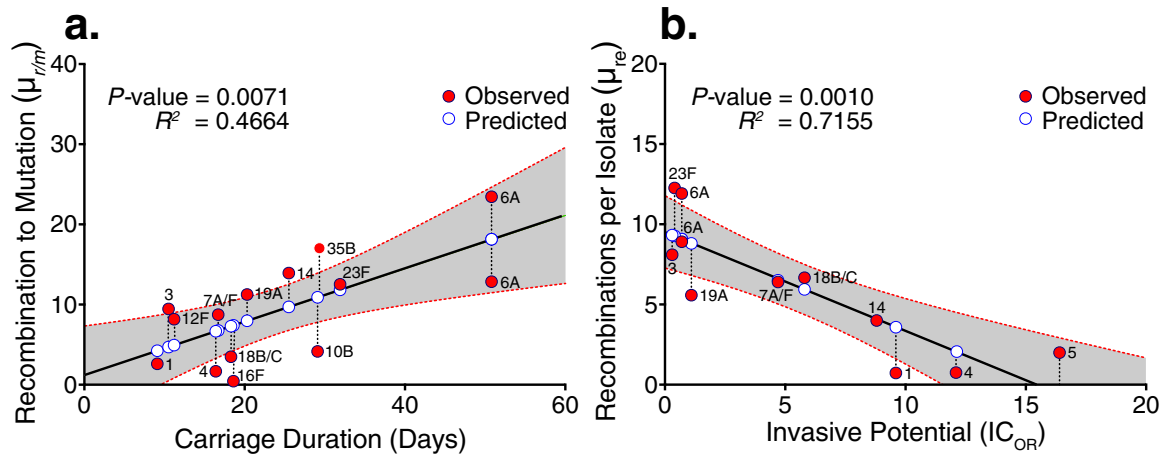 a.
Recombination to Mutation (μr/m)
40
30
20
10
0
P-value = 0.0071
R² = 0.4664
Observed
Predicted
3
12F
7A/F
19A
14
35B
23F
6A
6A
1
4
18B/C
16F
10B
0
20
40
60
Carriage Duration (Days)
b.
Recombinations per Isolate (μre)
20
15
10
5
0
P-value = 0.0010
R² = 0.7155
Observed
Predicted
23F
6A
6A
3
19A
7A/F
18B/C
14
1
4
5
0
5
10
15
20
Invasive Potential (ICOR)